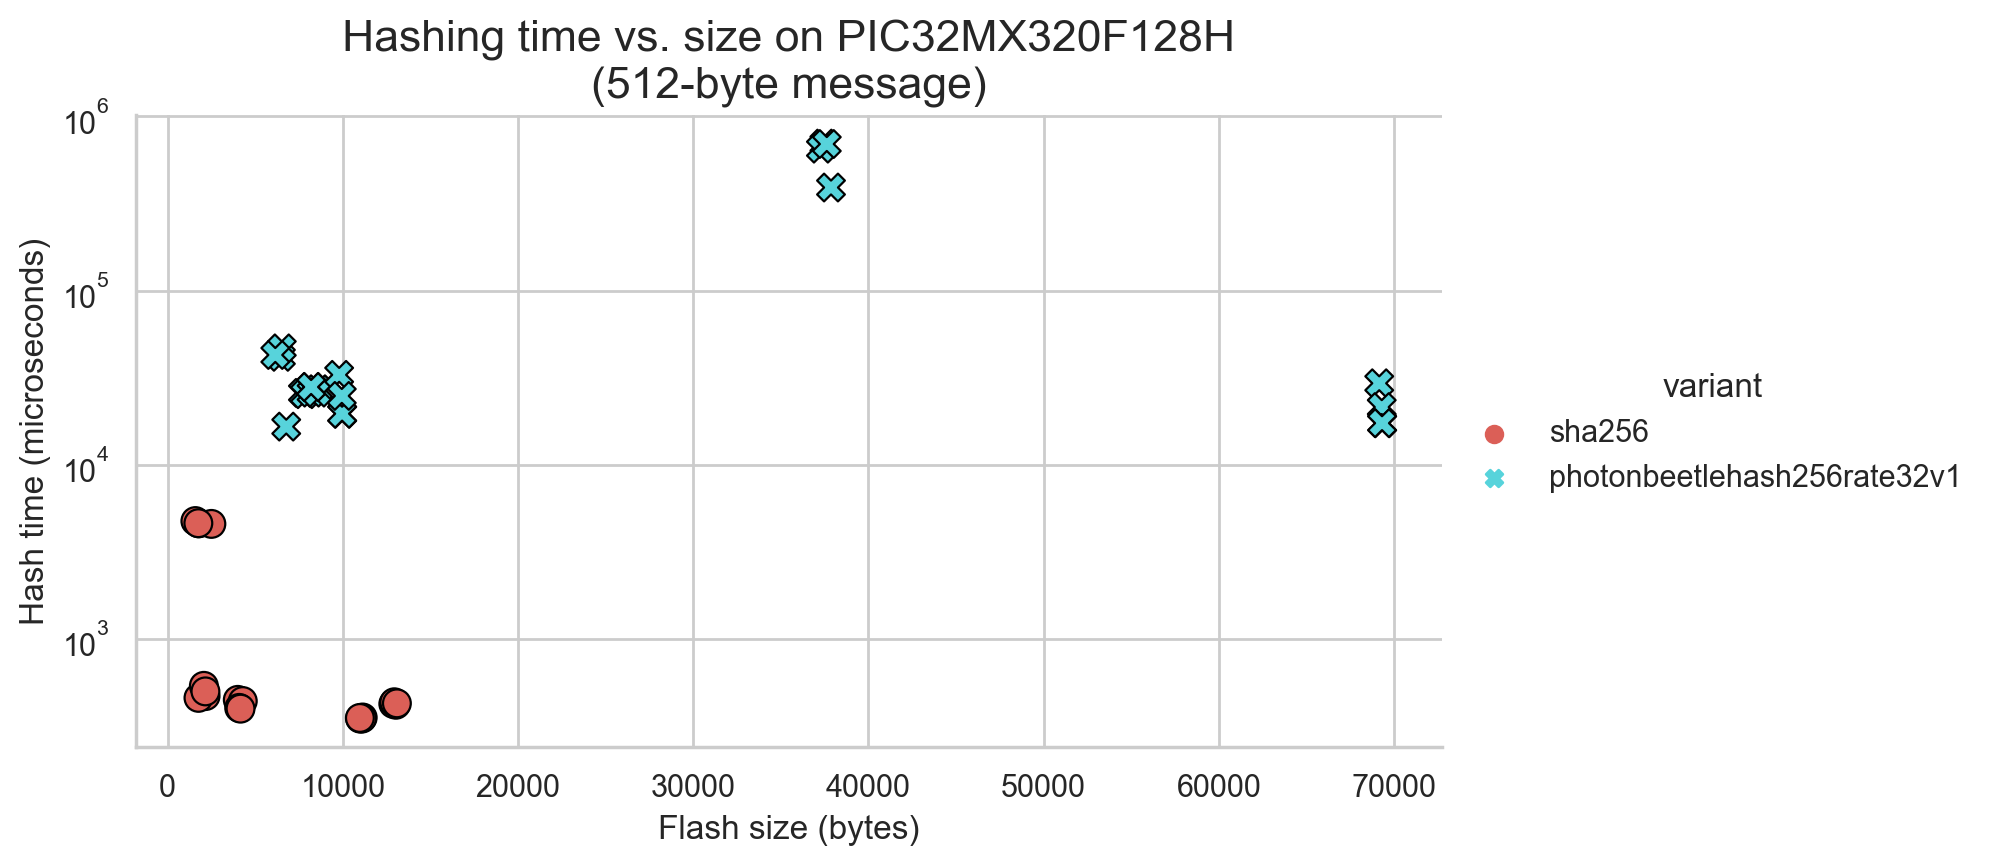 Hashing time vs. size on PIC32MX320F128H
(512-byte message)
Hash time (microseconds)
10^6
10^5
10^4
10^3
0 10000 20000 30000 40000 50000 60000 70000
Flash size (bytes)
variant
sha256
photonbeetlehash256rate32v1